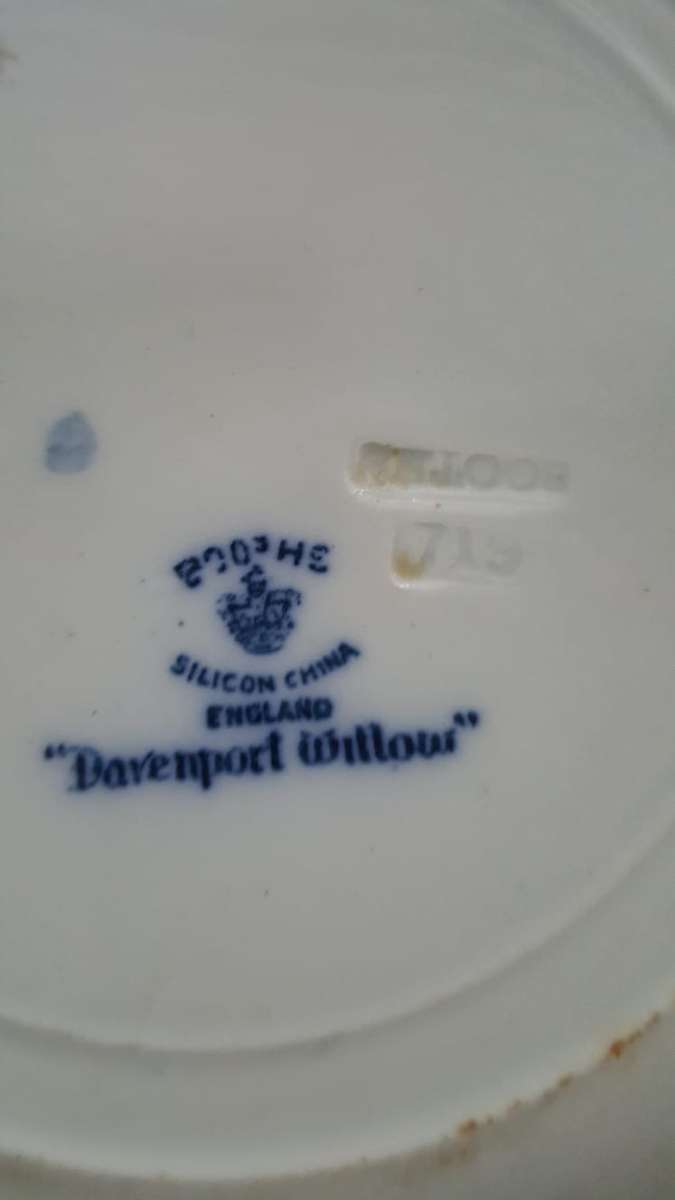 BOOTHS
SILICON CHINA
ENGLAND
"Davenport Willow"